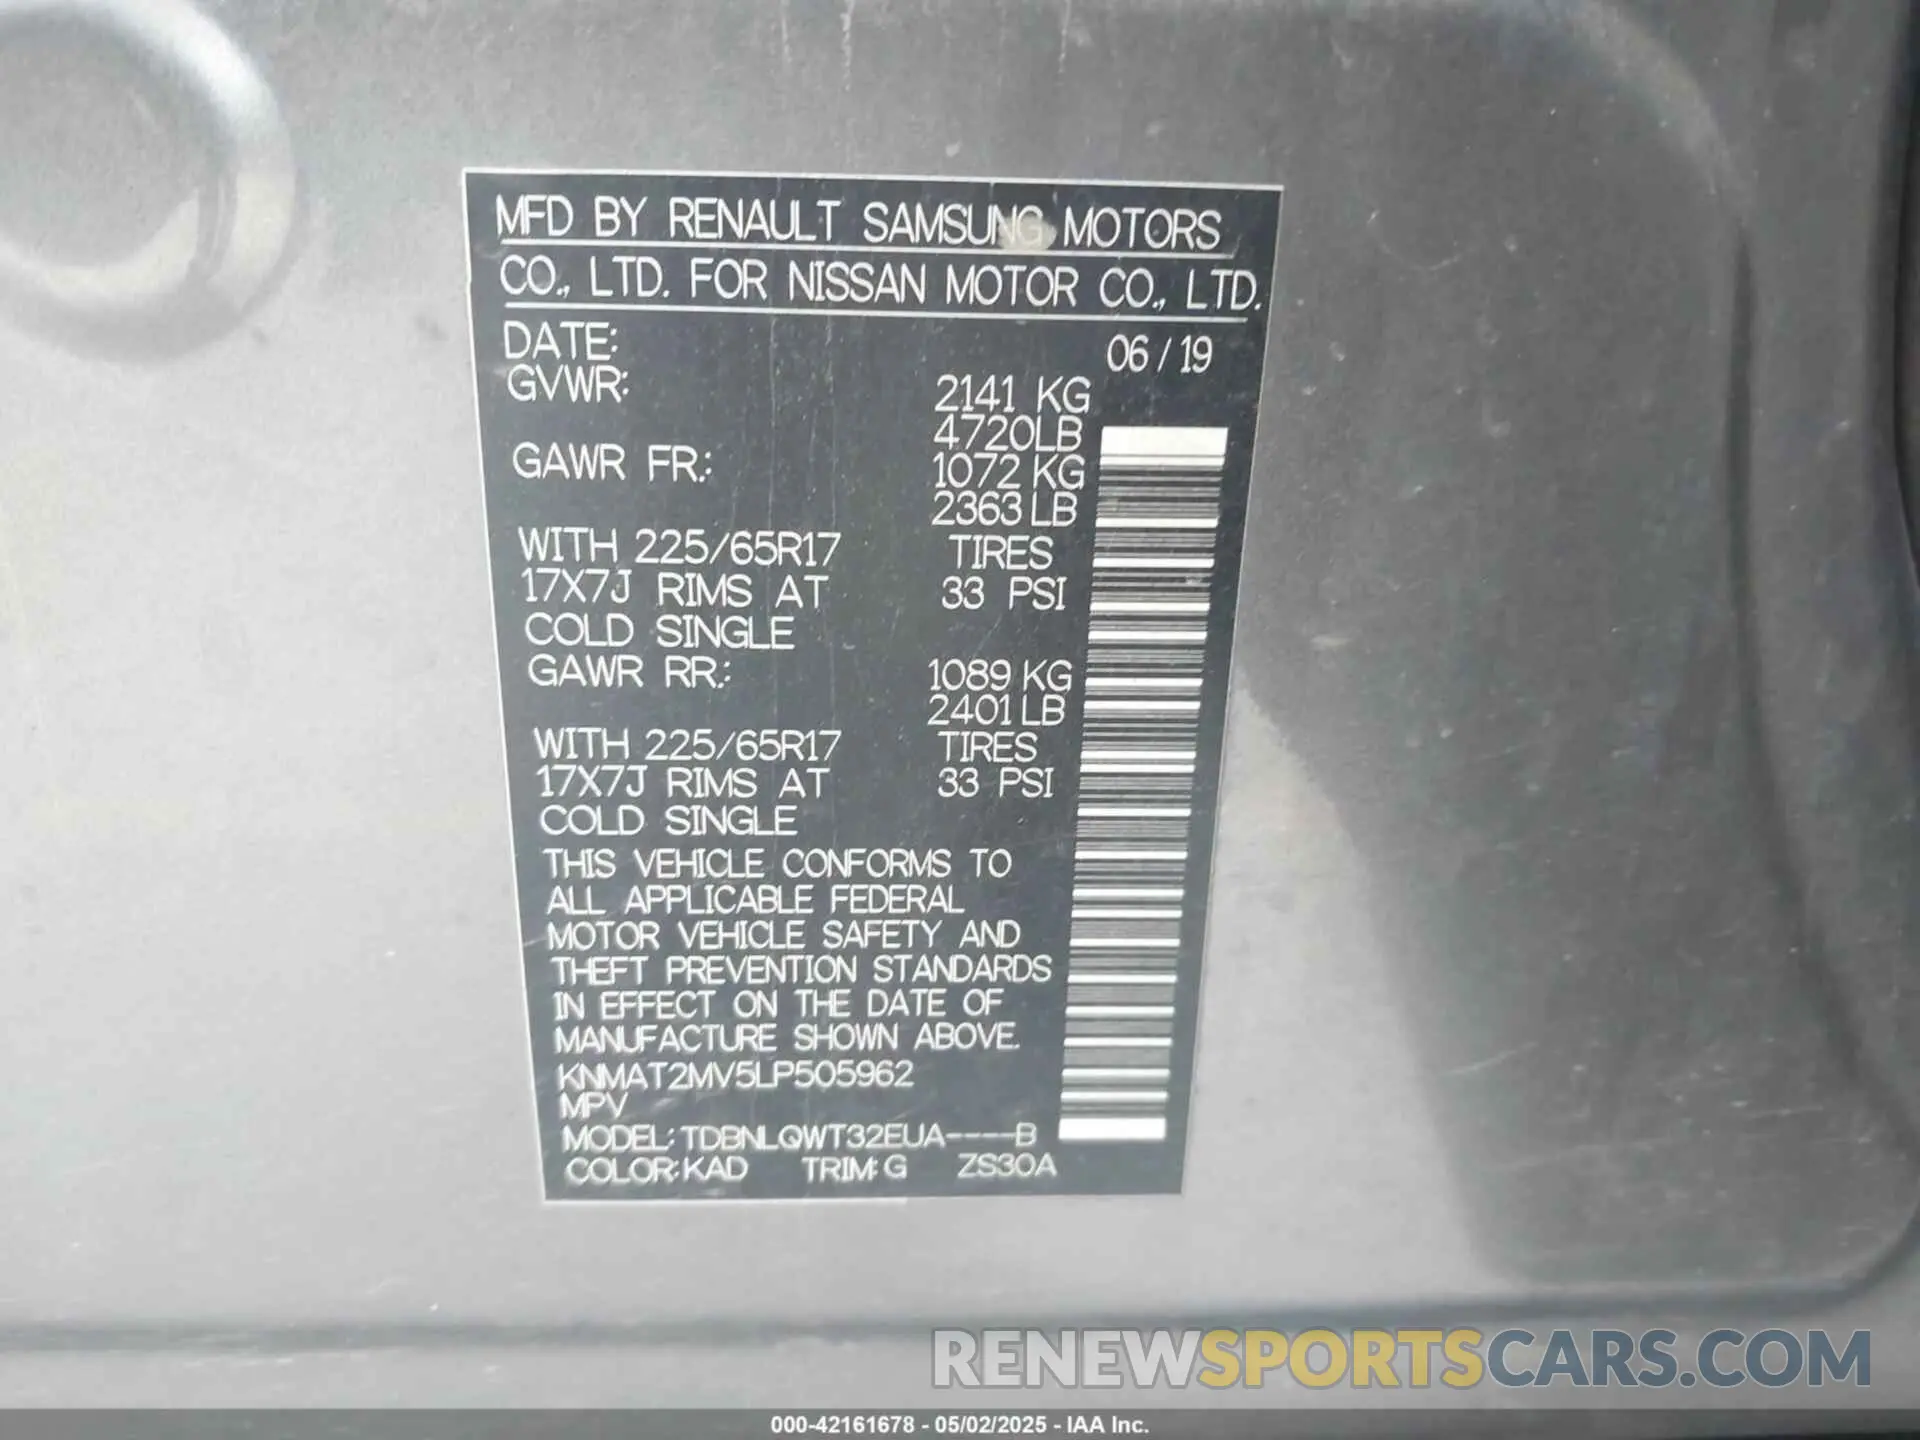 MFD BY RENAULT SAMSUNG MOTORS
CO., LTD. FOR NISSAN MOTOR CO., LTD.
DATE: 06 / 19
GVWR: 2141 KG
4720LB
GAWR FR.: 1072 KG
2363 LB
WITH 225/65R17 TIRES
17X7J RIMS AT 33 PSI
COLD SINGLE
GAWR RR.: 1089 KG
2401 LB
WITH 225/65R17 TIRES
17X7J RIMS AT 33 PSI
COLD SINGLE
THIS VEHICLE CONFORMS TO
ALL APPLICABLE FEDERAL
MOTOR VEHICLE SAFETY AND
THEFT PREVENTION STANDARDS
IN EFFECT ON THE DATE OF
MANUFACTURE SHOWN ABOVE.
KNMAT2MV5LP505962
MPV
MODEL: TDBNLQWT32EUA----B
COLOR:KAD TRIM: G ZS30A
RENEWSPORTSCARS.COM
000-42161678 - 05/02/2025 - IAA Inc.